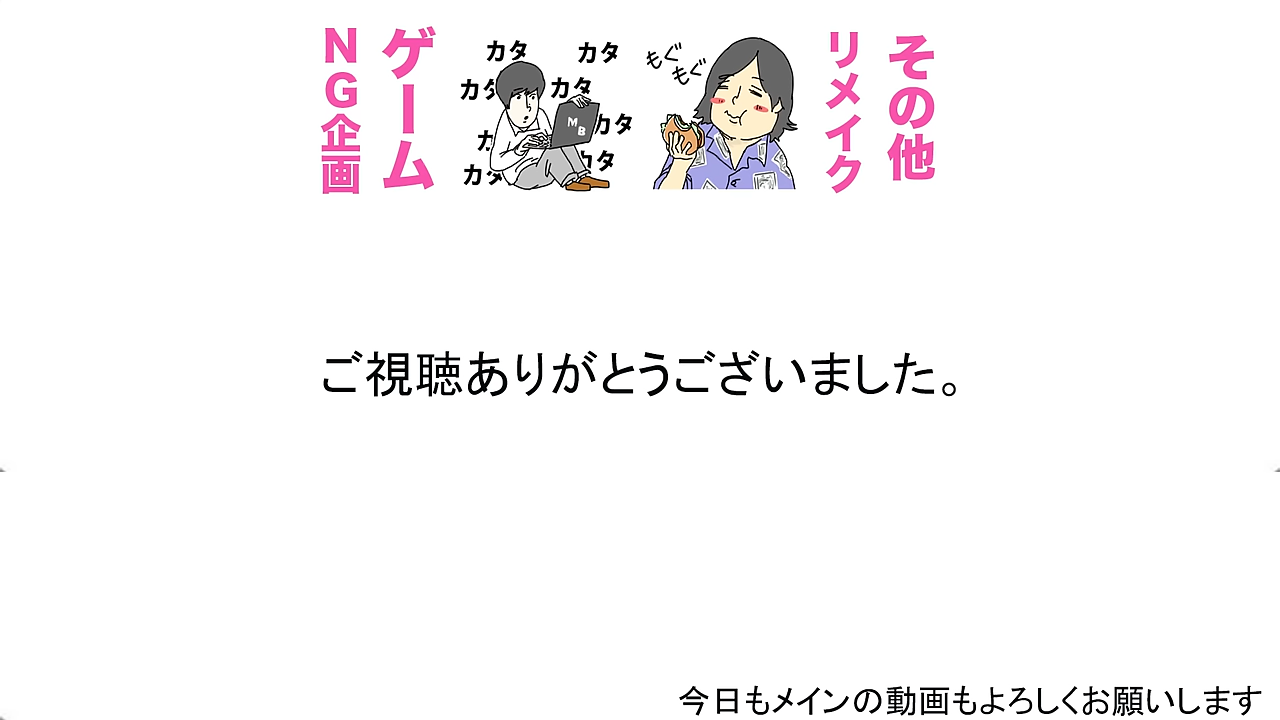 ゲーム
NG企画
カタ
カタ
カタ
カタ
カタ
カタ
カタ
MB
もぐ
もぐ
その他
リメイク
ご視聴ありがとうございました。
今日もメインの動画もよろしくお願いします